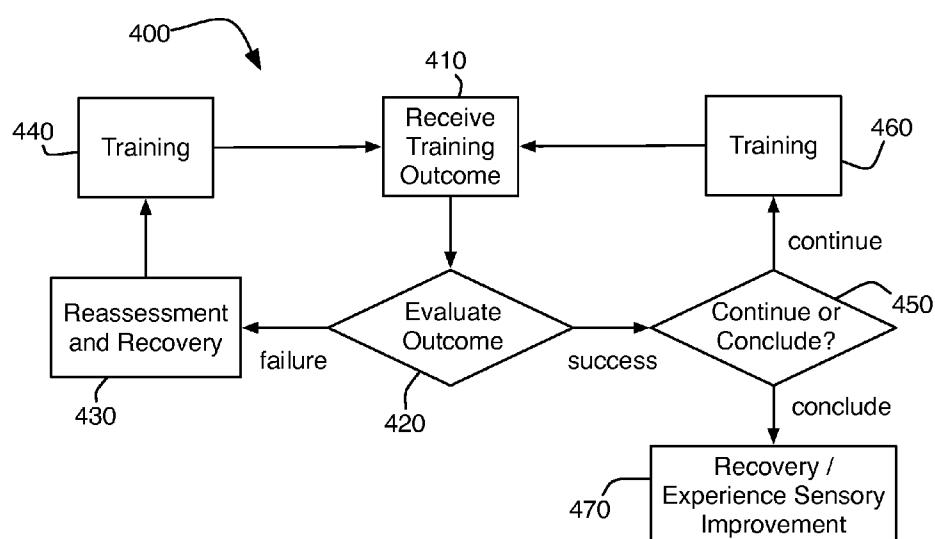 400
410
440
Training
Receive
Training
Outcome
Training
460
continue
Reassessment
and Recovery
430
failure
Evaluate
Outcome
420
success
Continue or
Conclude?
450
conclude
470
Recovery /
Experience Sensory
Improvement